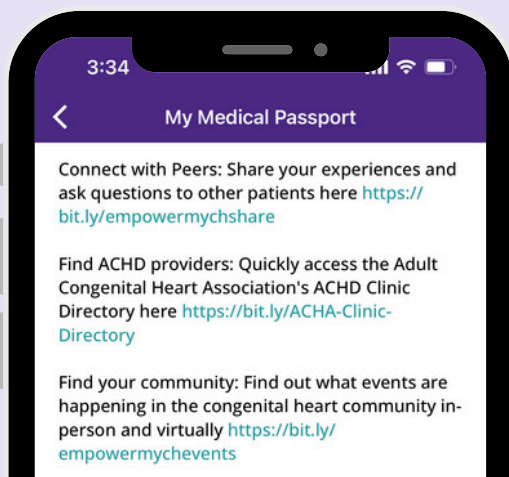 3:34
My Medical Passport
Connect with Peers: Share your experiences and
ask questions to other patients here https://
bit.ly/empowermychshare
Find ACHD providers: Quickly access the Adult
Congenital Heart Association's ACHD Clinic
Directory here https://bit.ly/ACHA-Clinic-
Directory
Find your community: Find out what events are
happening in the congenital heart community in-
person and virtually https://bit.ly/
empowermychevents